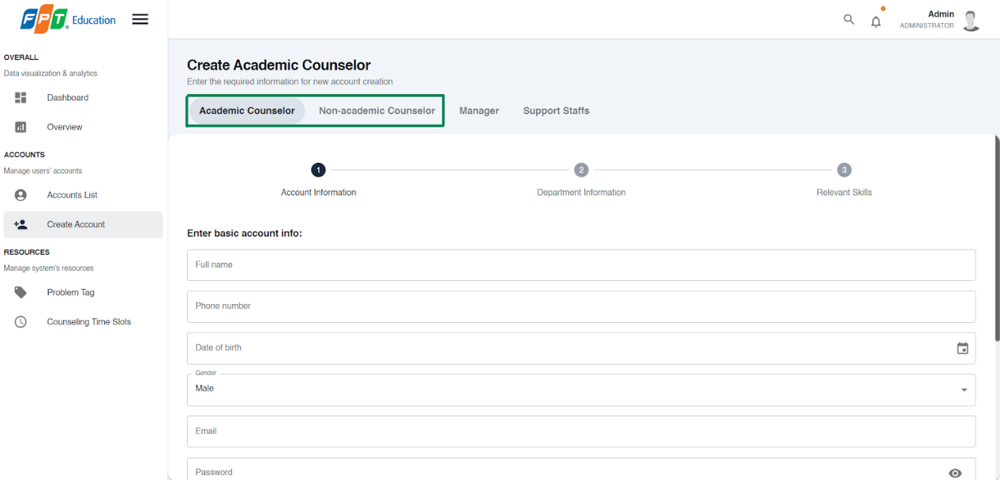 FPT Education
Admin
ADMINISTRATOR
OVERALL
Data visualization & analytics
Dashboard
Overview
ACCOUNTS
Manage users' accounts
Accounts List
Create Account
RESOURCES
Manage system's resources
Problem Tag
Counseling Time Slots
Create Academic Counselor
Enter the required information for new account creation
Academic Counselor Non-academic Counselor Manager Support Staffs
1 2 3
Account Information Department Information Relevant Skills
Enter basic account info:
Full name
Phone number
Date of birth
Gender
Male
Email
Password